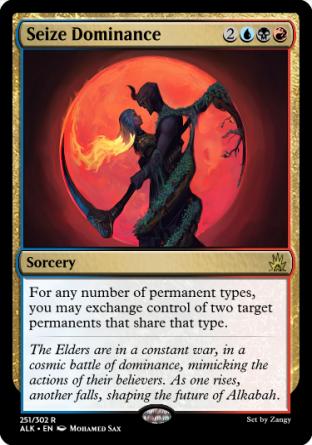 Seize Dominance 2
Sorcery
For any number of permanent types,
you may exchange control of two target
permanents that share that type.
The Elders are in a constant war, in a
cosmic battle of dominance, mimicking the
actions of their believers. As one rises,
another falls, shaping the future of Alkabah.
251/302 R
ALK • EN Mohamed Sax
Set by Zangy